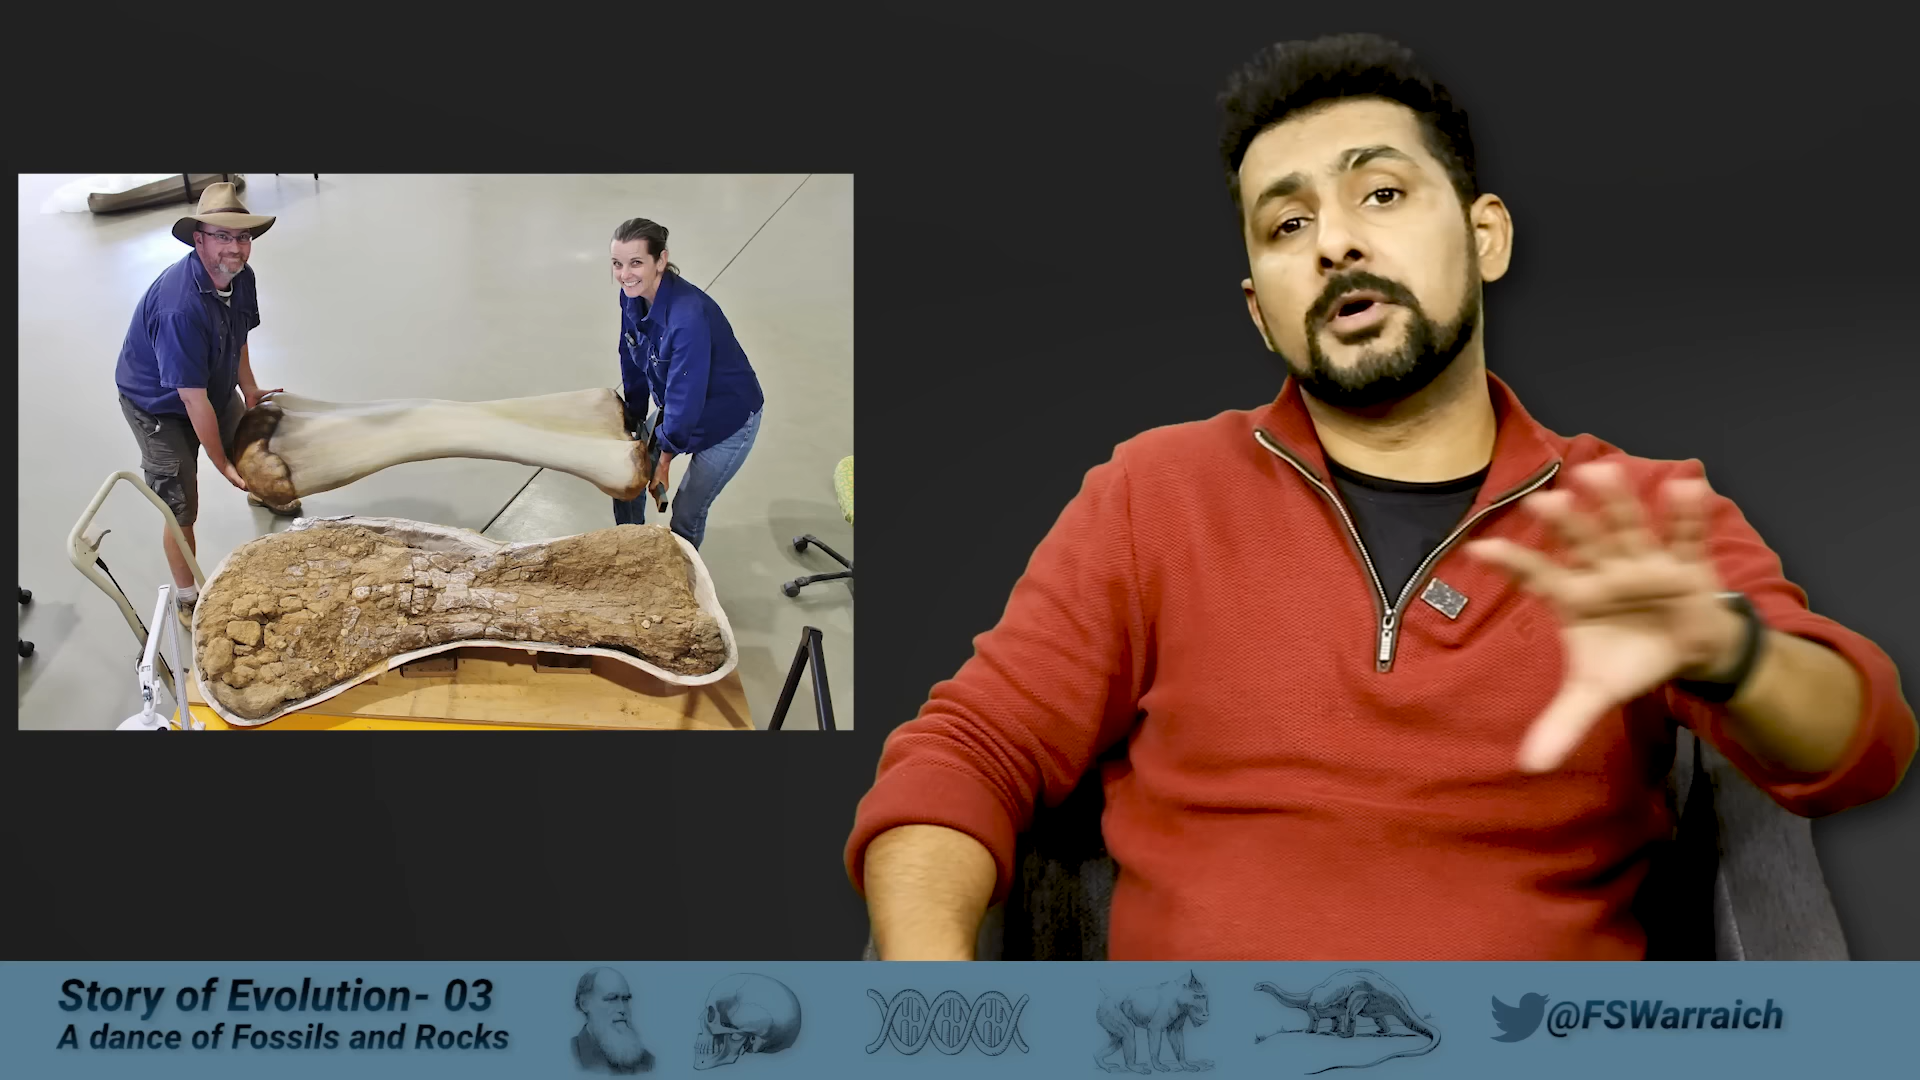 Story of Evolution- 03
A dance of Fossils and Rocks
@FSWarraich